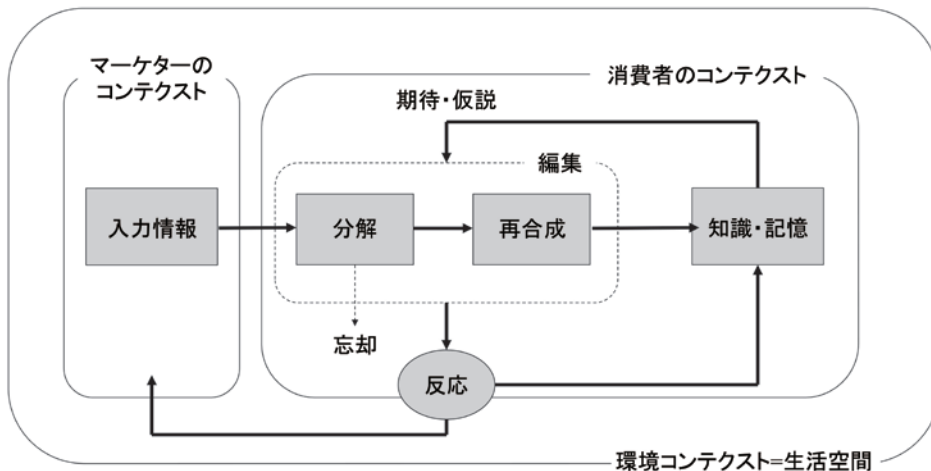 マーケターの
コンテクスト
消費者のコンテクスト
期待・仮説
編集
入力情報
分解
再合成
知識・記憶
忘却
反応
環境コンテクスト=生活空間